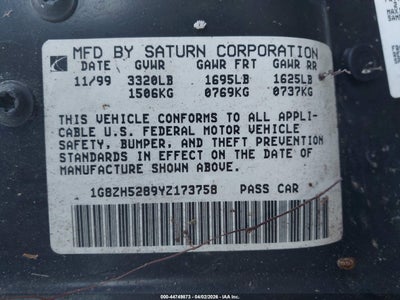 MFD BY SATURN CORPORATION
DATE GVWR GAWR FRT GAWR RR
11/99 3320LB 1695LB 1625LB
1506KG 0769KG 0737KG
THIS VEHICLE CONFORMS TO ALL APPLI-
CABLE U.S. FEDERAL MOTOR VEHICLE
SAFETY, BUMPER, AND THEFT PREVENTION
STANDARDS IN EFFECT ON THE DATE OF
MANUFACTURE SHOWN ABOVE.
1G8ZH5289YZ173758 PASS CAR
000-44748873 - 04/02/2026 - IAA Inc.